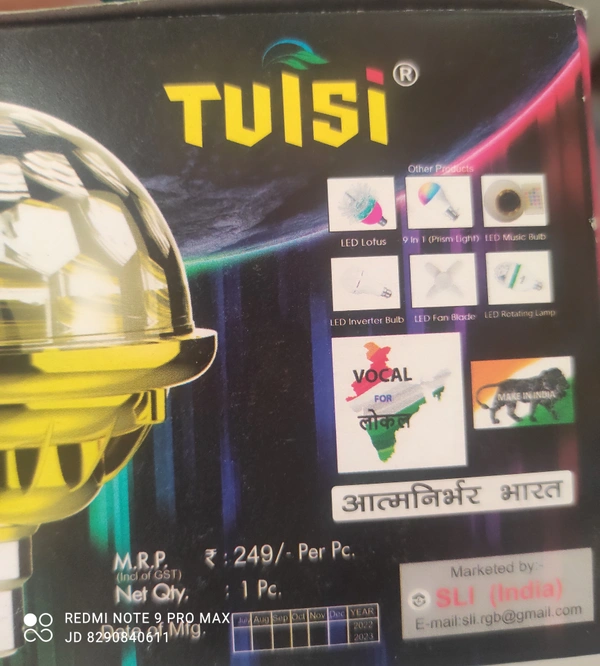 TUlSi®
Other Products
LED Lofus
9 In 1 (Prism Light)
LED Music Bulb
LED Inverter Bulb
LED Fan Blade
LED Rotating Lamp
VOCAL
FOR
लोकल
MAKE IN INDIA
आत्मनिर्भर भारत
M.R.P. ₹ : 249/- Per Pc.
(Incl.of GST)
Net Qty. : 1 Pc.
Mfg.
July Aug Sep Oct Nov Dec YEAR
2022
2023
Marketed by:-
SLI (India)
E-mail:sli.rgb@gmail.com
REDMI NOTE 9 PRO MAX
JD 8290840611